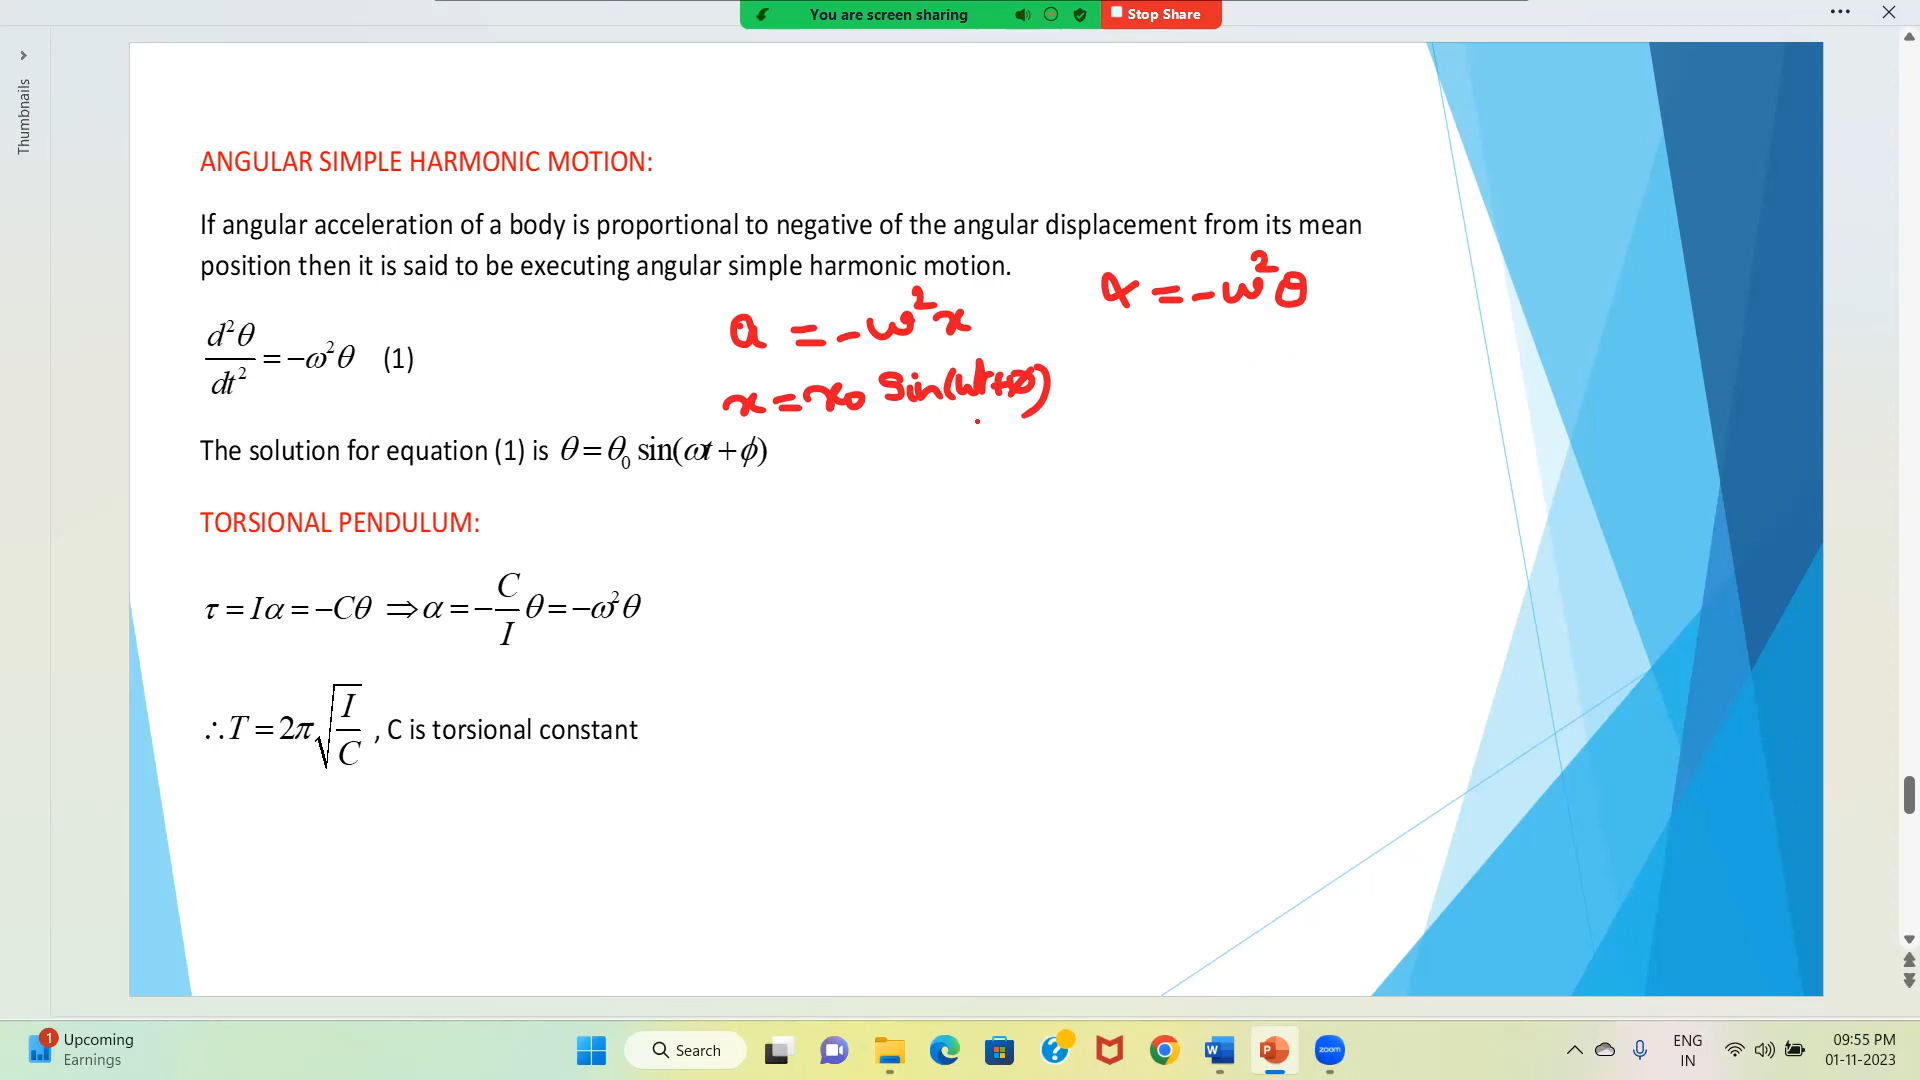 You are screen sharing
Stop Share
Thumbnails
ANGULAR SIMPLE HARMONIC MOTION:
If angular acceleration of a body is proportional to negative of the angular displacement from its mean
position then it is said to be executing angular simple harmonic motion.
α = -ω²θ
a = -ω²x
d²θ/dt² = -ω²θ (1)
x = x₀ sin(ωt+φ)
The solution for equation (1) is θ = θ₀ sin(ωt + φ)
TORSIONAL PENDULUM:
τ = Iα = -Cθ ⇒ α = -C/I θ = -ω²θ
∴ T = 2π√(I/C) , C is torsional constant
1
Upcoming
Earnings
Search
zoom
ENG
IN
09:55 PM
01-11-2023